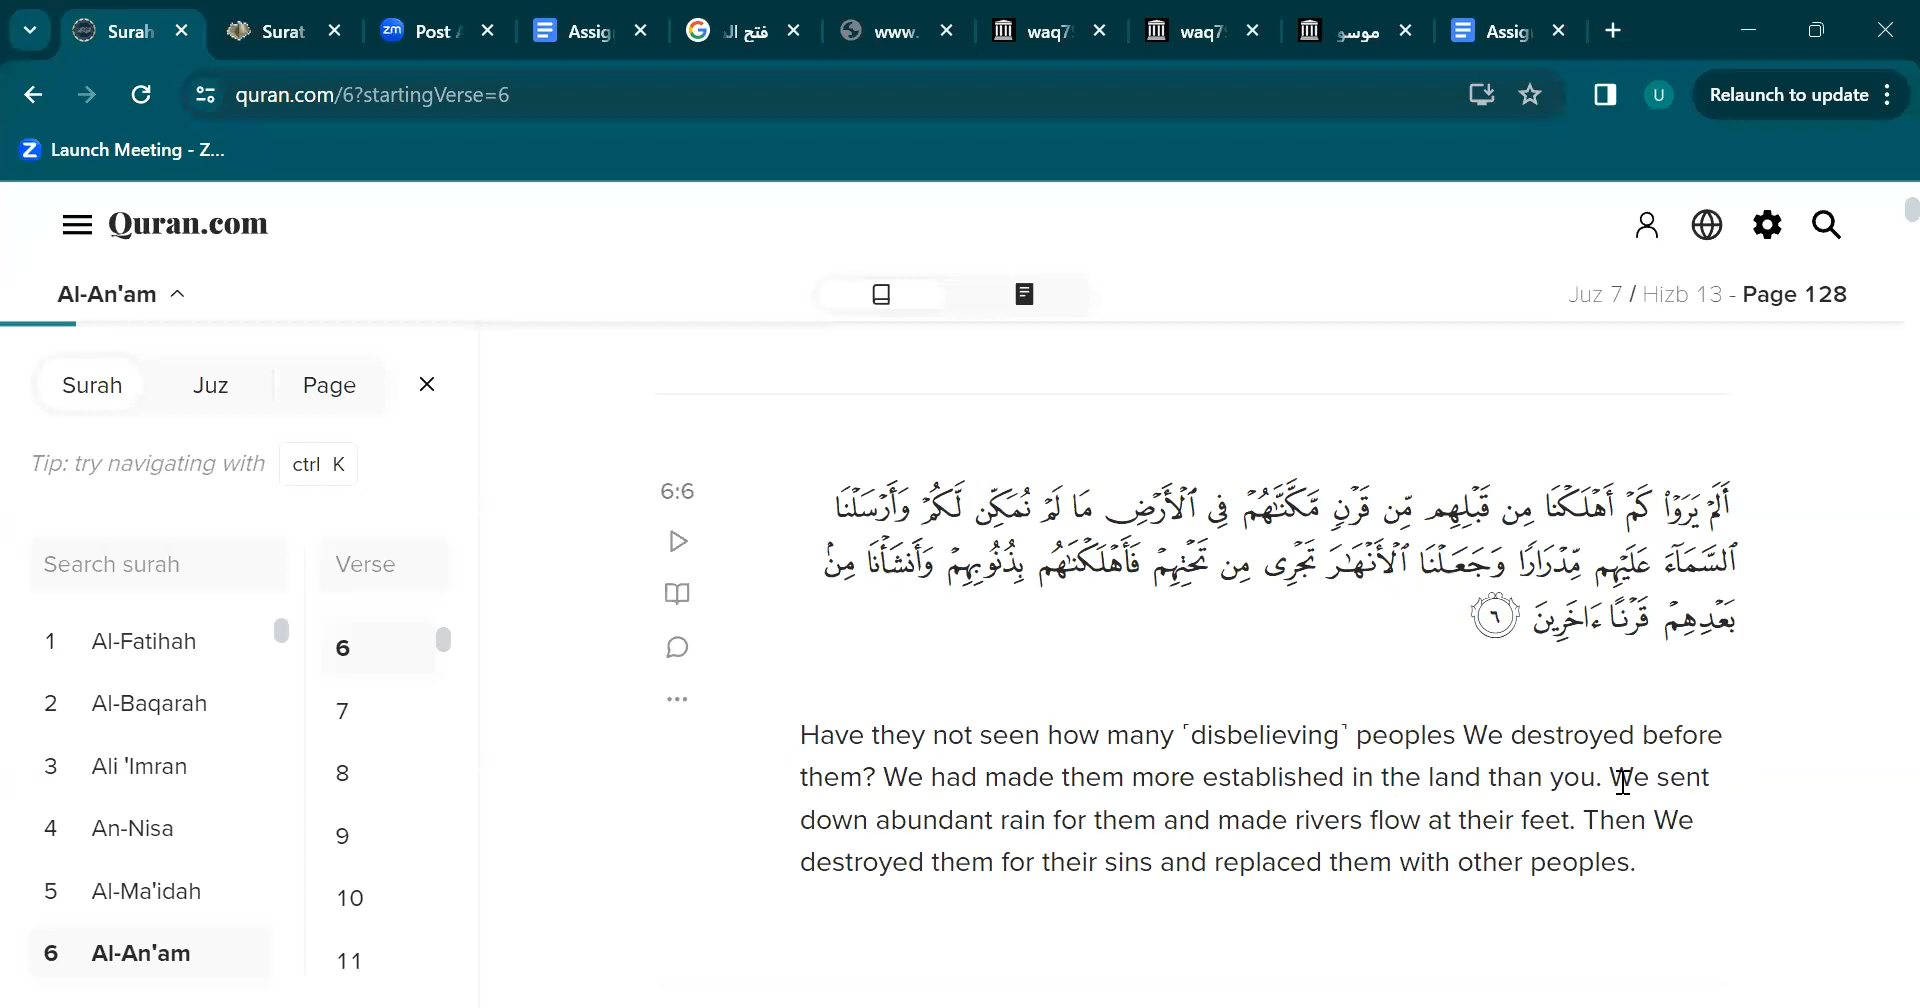 Surah
Surat
Post A
Assig
فتح ال
www.
waq7
waq7
موسو
Assig
quran.com/6?startingVerse=6
U
Relaunch to update
Launch Meeting - Z...
Quran.com
Al-An'am
Juz 7 / Hizb 13 - Page 128
Surah
Juz
Page
Tip: try navigating with ctrl K
Search surah
Verse
1 Al-Fatihah
2 Al-Baqarah
3 Ali 'Imran
4 An-Nisa
5 Al-Ma'idah
6 Al-An'am
6
7
8
9
10
11
6:6
أَلَمْ يَرَوْا۟ كَمْ أَهْلَكْنَا مِن قَبْلِهِم مِّن قَرْنٍ مَّكَّنَّـٰهُمْ فِى ٱلْأَرْضِ مَا لَمْ نُمَكِّن لَّكُمْ وَأَرْسَلْنَا
ٱلسَّمَآءَ عَلَيْهِم مِّدْرَارًا وَجَعَلْنَا ٱلْأَنْهَـٰرَ تَجْرِى مِن تَحْتِهِمْ فَأَهْلَكْنَـٰهُم بِذُنُوبِهِمْ وَأَنشَأْنَا مِنۢ
بَعْدِهِمْ قَرْنًا ءَاخَرِينَ ٦
Have they not seen how many ˹disbelieving˺ peoples We destroyed before
them? We had made them more established in the land than you. We sent
down abundant rain for them and made rivers flow at their feet. Then We
destroyed them for their sins and replaced them with other peoples.